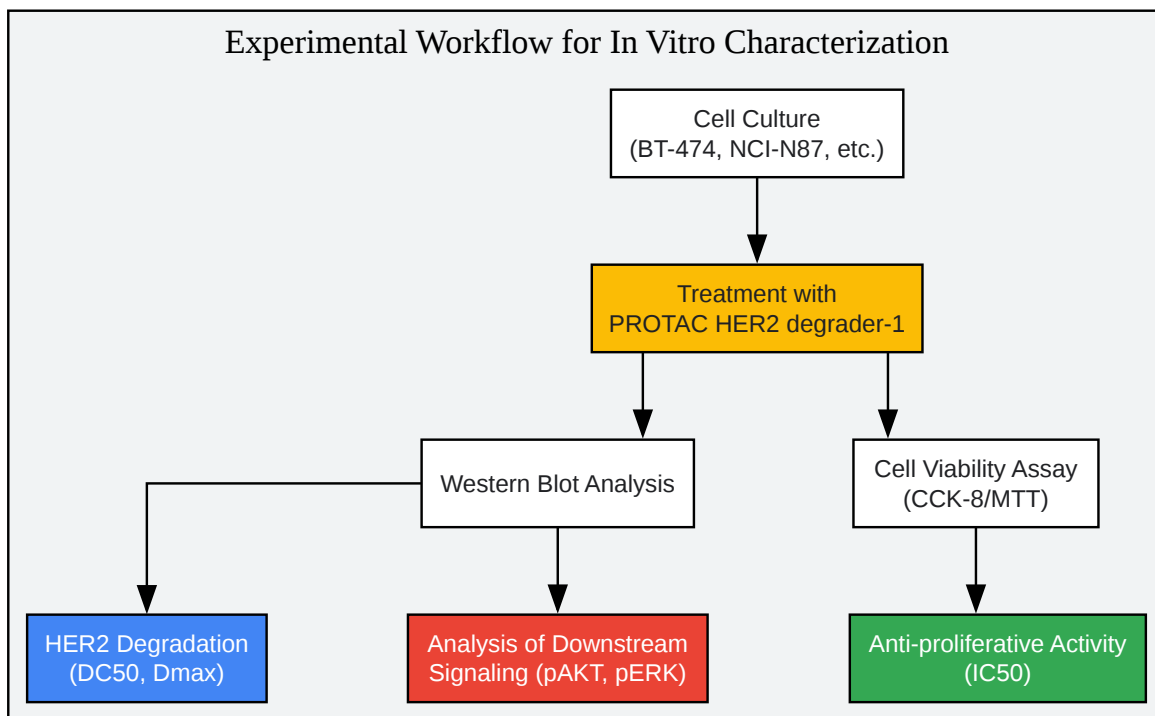 Experimental Workflow for In Vitro Characterization
Cell Culture
(BT-474, NCI-N87, etc.)
Treatment with
PROTAC HER2 degrader-1
Western Blot Analysis
Cell Viability Assay
(CCK-8/MTT)
HER2 Degradation
(DC50, Dmax)
Analysis of Downstream
Signaling (pAKT, pERK)
Anti-proliferative Activity
(IC50)